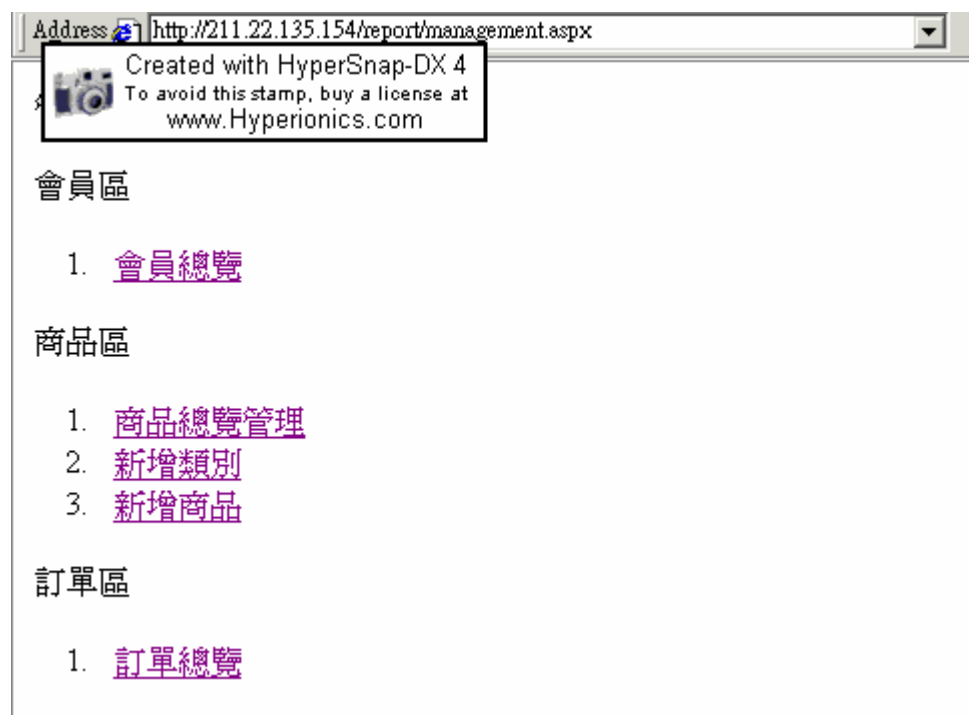 Address http://211.22.135.154/report/management.aspx
Created with HyperSnap-DX 4
To avoid this stamp, buy a license at
www.Hyperionics.com
會員區
1. 會員總覽
商品區
1. 商品總覽管理
2. 新增類別
3. 新增商品
訂單區
1. 訂單總覽